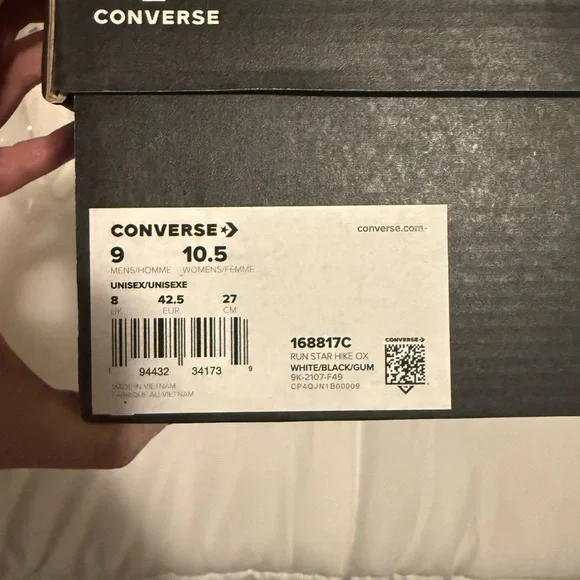 CONVERSE
CONVERSE
converse.com
9 10.5
MENS/HOMME WOMENS/FEMME
UNISEX/UNISEXE
8 42.5 27
UK EUR CM
1 94432 34173 9
MADE IN VIETNAM
FABRIQUE AU VIETNAM
168817C
RUN STAR HIKE OX
WHITE/BLACK/GUM
9K-2107-F49
CP4QJN1B00009
CONVERSE